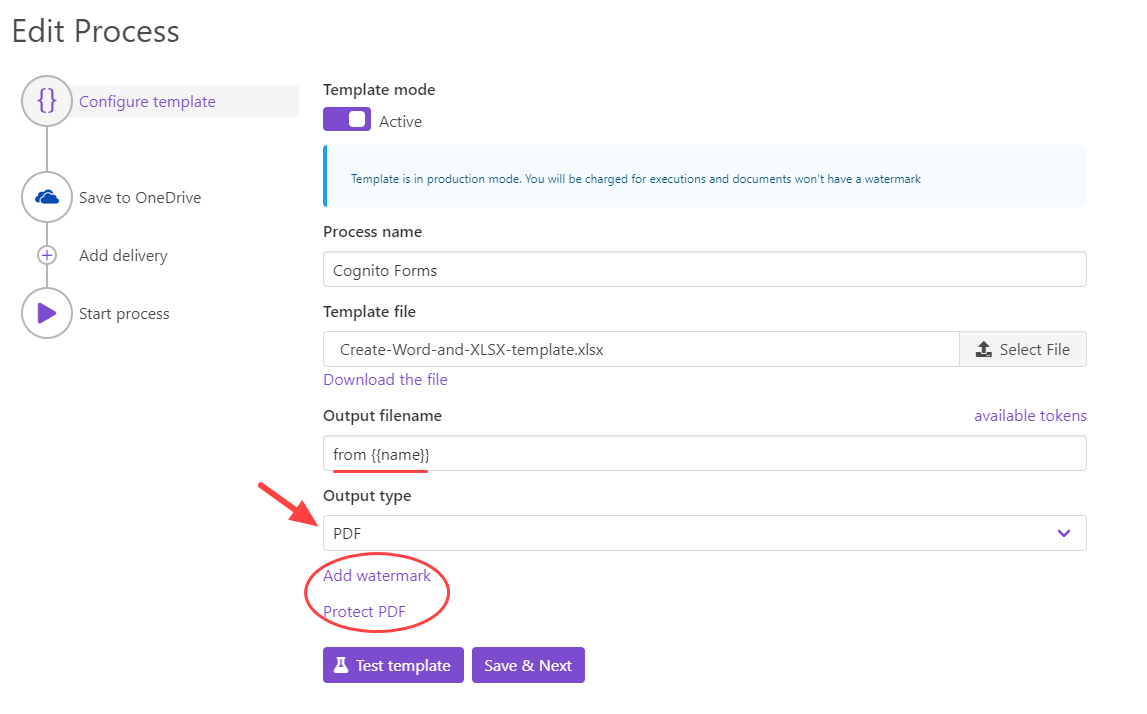 Edit Process
{}
Configure template
Save to OneDrive
Add delivery
Start process
Template mode
Active
Template is in production mode. You will be charged for executions and documents won't have a watermark
Process name
Cognito Forms
Template file
Create-Word-and-XLSX-template.xlsx
Select File
Download the file
Output filename
available tokens
from {{name}}
Output type
PDF
Add watermark
Protect PDF
Test template
Save & Next